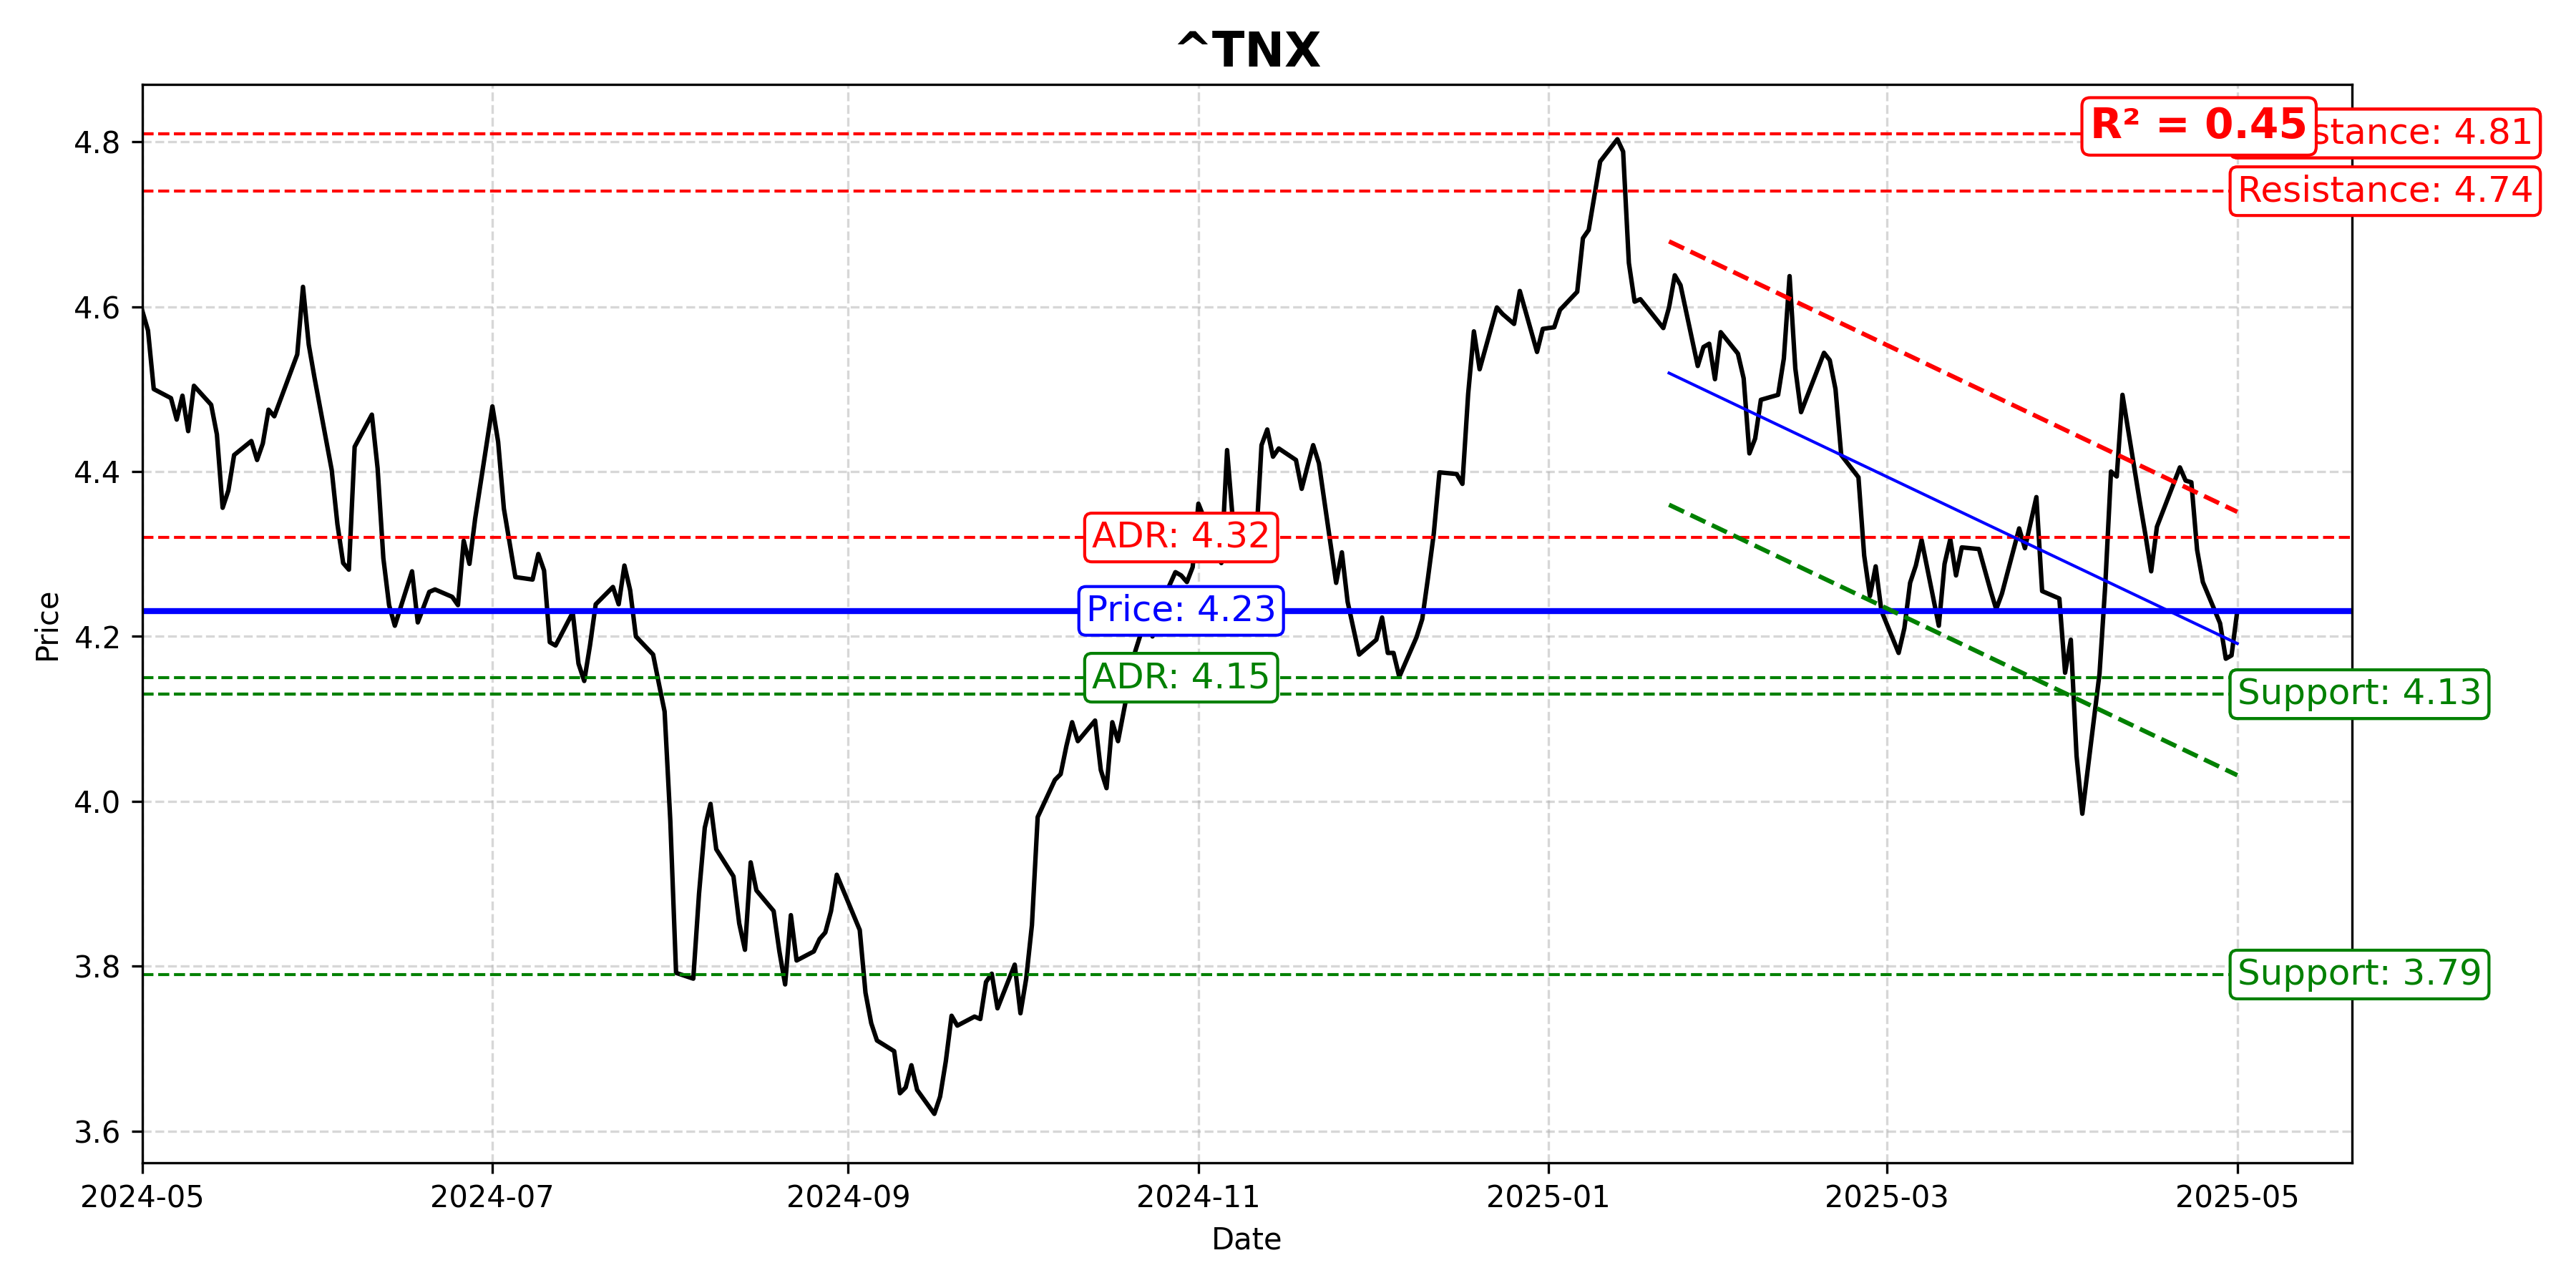 ^TNX
4.8
4.6
4.4
4.2
4.0
3.8
3.6
Price
R² = 0.45
stance: 4.81
Resistance: 4.74
ADR: 4.32
Price: 4.23
ADR: 4.15
Support: 4.13
Support: 3.79
2024-05 2024-07 2024-09 2024-11 2025-01 2025-03 2025-05
Date